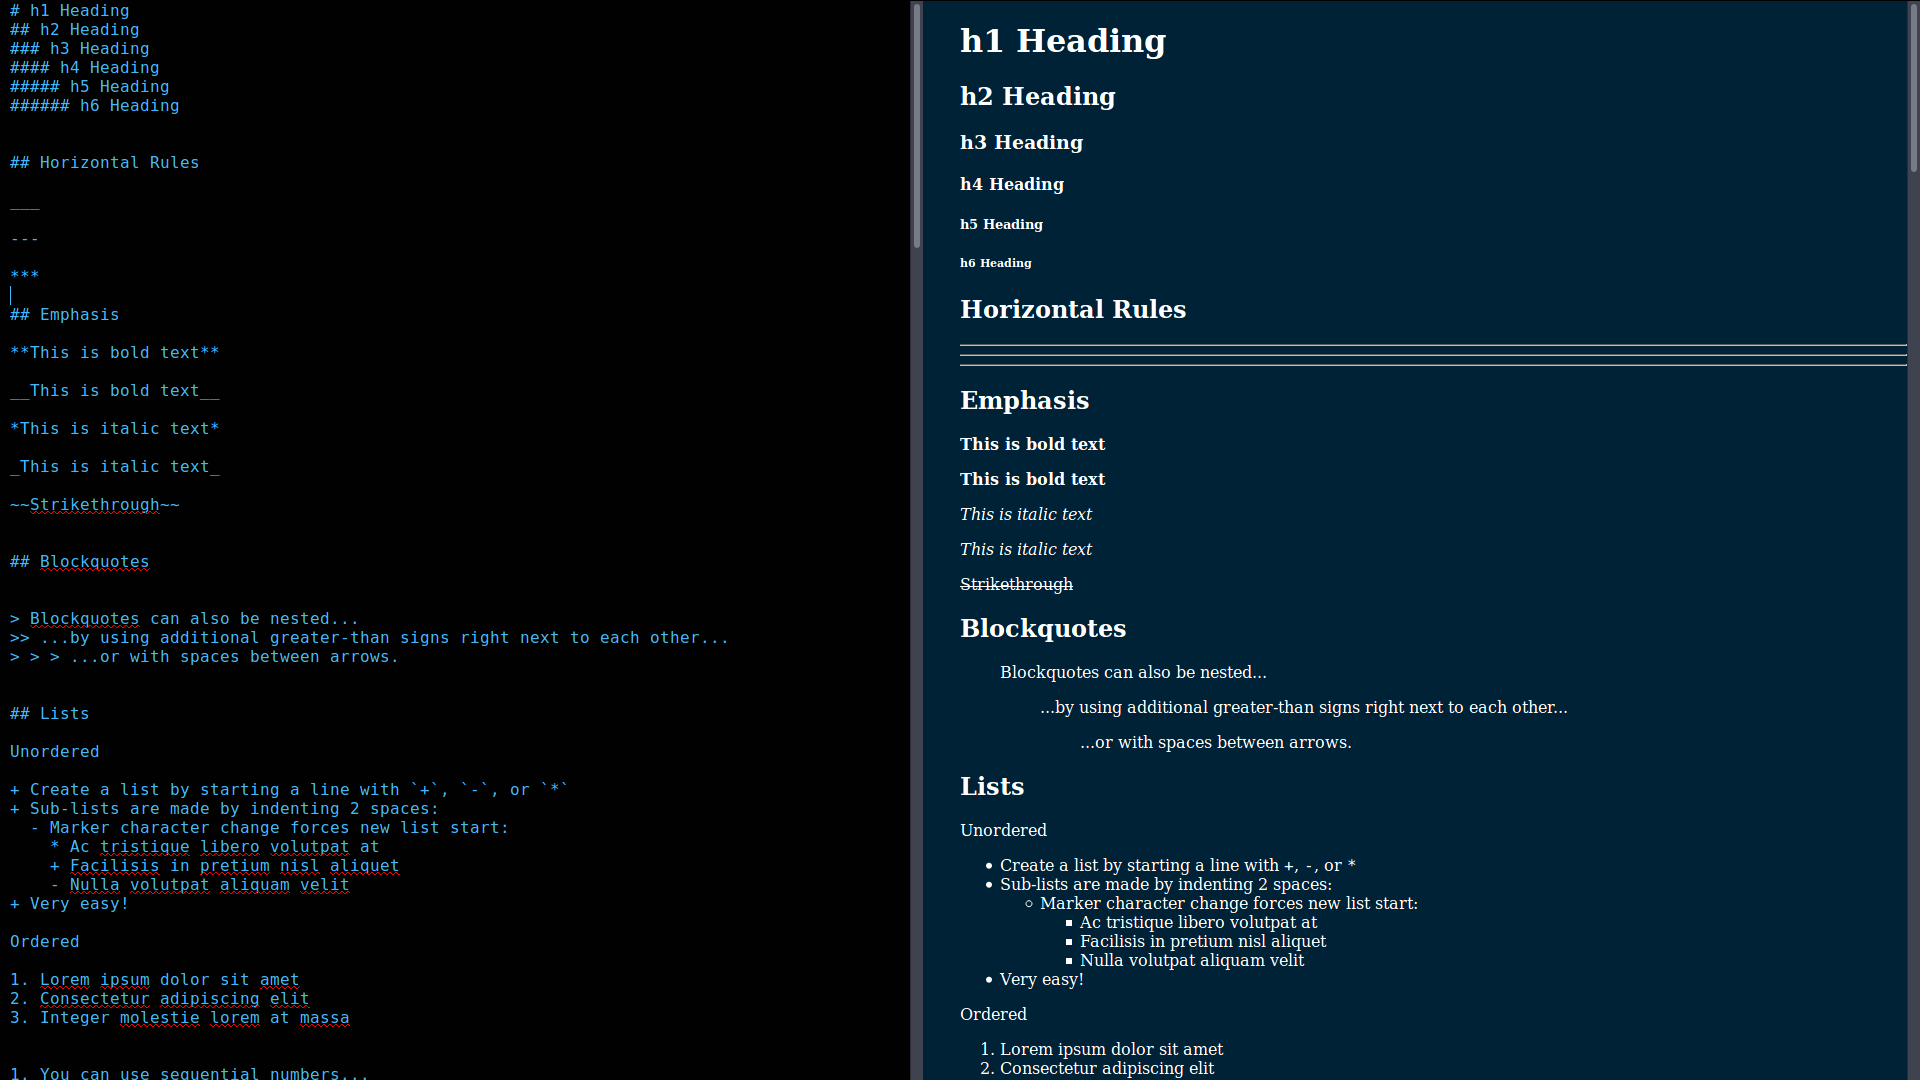 # h1 Heading
## h2 Heading
### h3 Heading
#### h4 Heading
##### h5 Heading
###### h6 Heading
## Horizontal Rules
___
---
***
## Emphasis
**This is bold text**
__This is bold text__
*This is italic text*
_This is italic text_
~~Strikethrough~~
## Blockquotes
> Blockquotes can also be nested...
>> ...by using additional greater-than signs right next to each other...
> > > ...or with spaces between arrows.
## Lists
Unordered
+ Create a list by starting a line with `+`, `-`, or `*`
+ Sub-lists are made by indenting 2 spaces:
  - Marker character change forces new list start:
    * Ac tristique libero volutpat at
    + Facilisis in pretium nisl aliquet
    - Nulla volutpat aliquam velit
+ Very easy!
Ordered
1. Lorem ipsum dolor sit amet
2. Consectetur adipiscing elit
3. Integer molestie lorem at massa
1. You can use sequential numbers...
h1 Heading
h2 Heading
h3 Heading
h4 Heading
h5 Heading
h6 Heading
Horizontal Rules
Emphasis
This is bold text
This is bold text
This is italic text
This is italic text
Strikethrough
Blockquotes
Blockquotes can also be nested...
...by using additional greater-than signs right next to each other...
...or with spaces between arrows.
Lists
Unordered
• Create a list by starting a line with +, -, or *
• Sub-lists are made by indenting 2 spaces:
◦ Marker character change forces new list start:
▪ Ac tristique libero volutpat at
▪ Facilisis in pretium nisl aliquet
▪ Nulla volutpat aliquam velit
• Very easy!
Ordered
1. Lorem ipsum dolor sit amet
2. Consectetur adipiscing elit